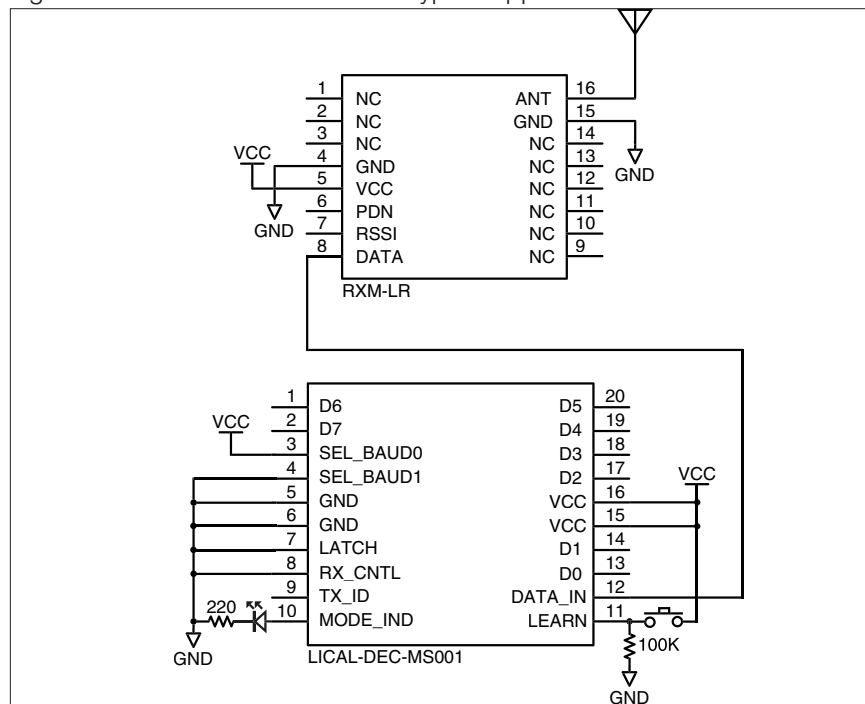 1 NC
2 NC
3 NC
4 GND
5 VCC
6 PDN
7 RSSI
8 DATA
ANT 16
GND 15
NC 14
NC 13
NC 12
NC 11
NC 10
NC 9
VCC
GND
GND
RXM-LR
1 D6
2 D7
3 SEL_BAUD0
4 SEL_BAUD1
5 GND
6 GND
7 LATCH
8 RX_CNTL
9 TX_ID
10 MODE_IND
D5 20
D4 19
D3 18
D2 17
VCC 16
VCC 15
D1 14
D0 13
DATA_IN 12
LEARN 11
VCC
VCC
220
GND
100K
GND
LICAL-DEC-MS001